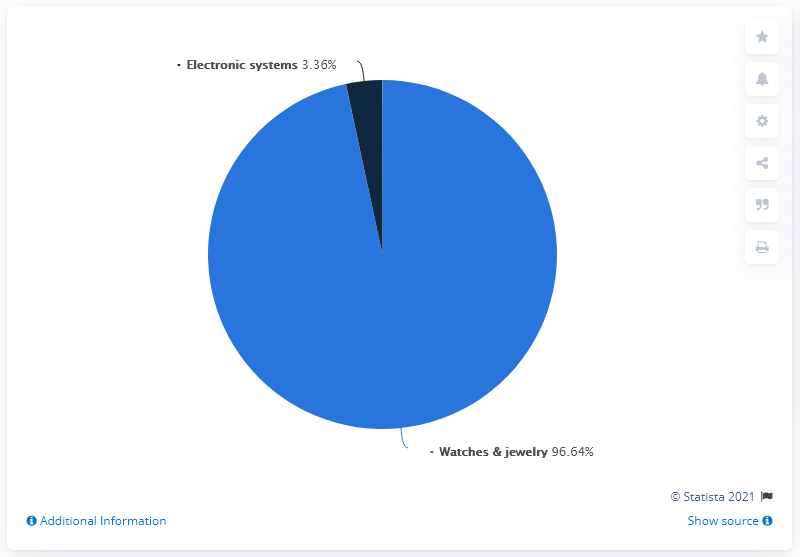 Electronic systems 3.36%
Watches & jewelry 96.64%
© Statista 2021
Additional Information
Show source